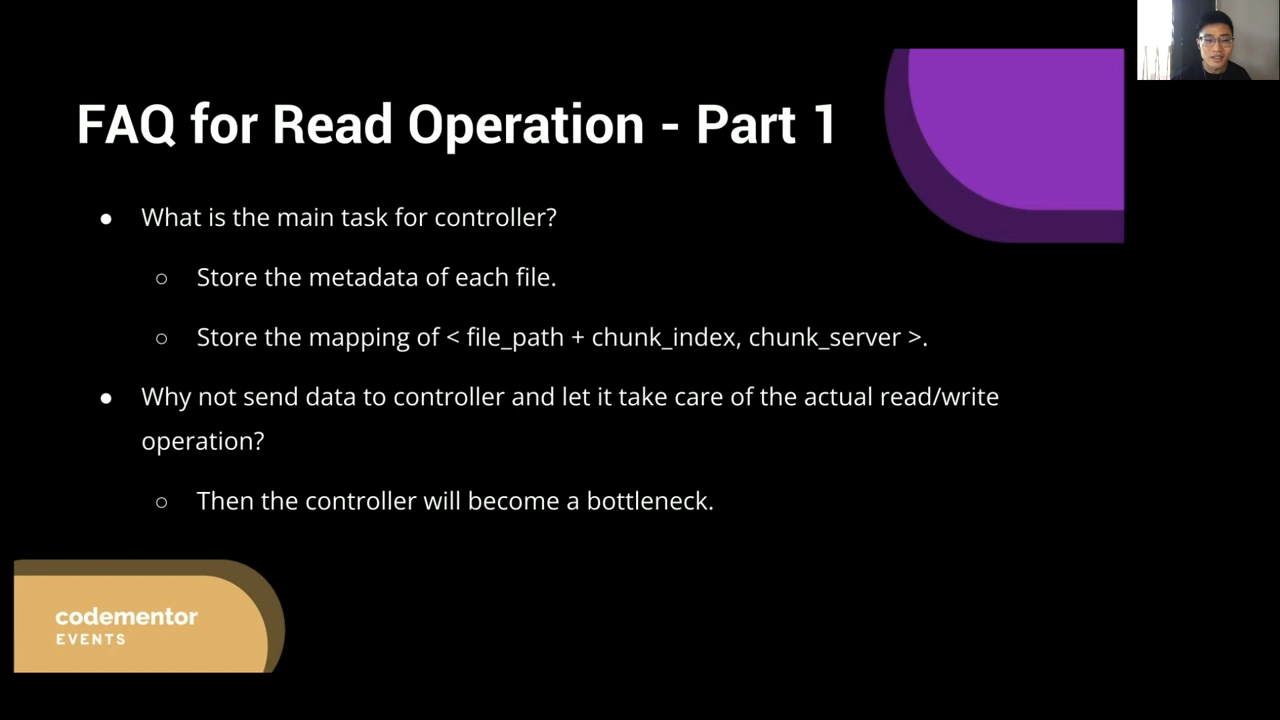 FAQ for Read Operation - Part 1
● What is the main task for controller?
○ Store the metadata of each file.
○ Store the mapping of < file_path + chunk_index, chunk_server >.
● Why not send data to controller and let it take care of the actual read/write
operation?
○ Then the controller will become a bottleneck.
codementor
EVENTS